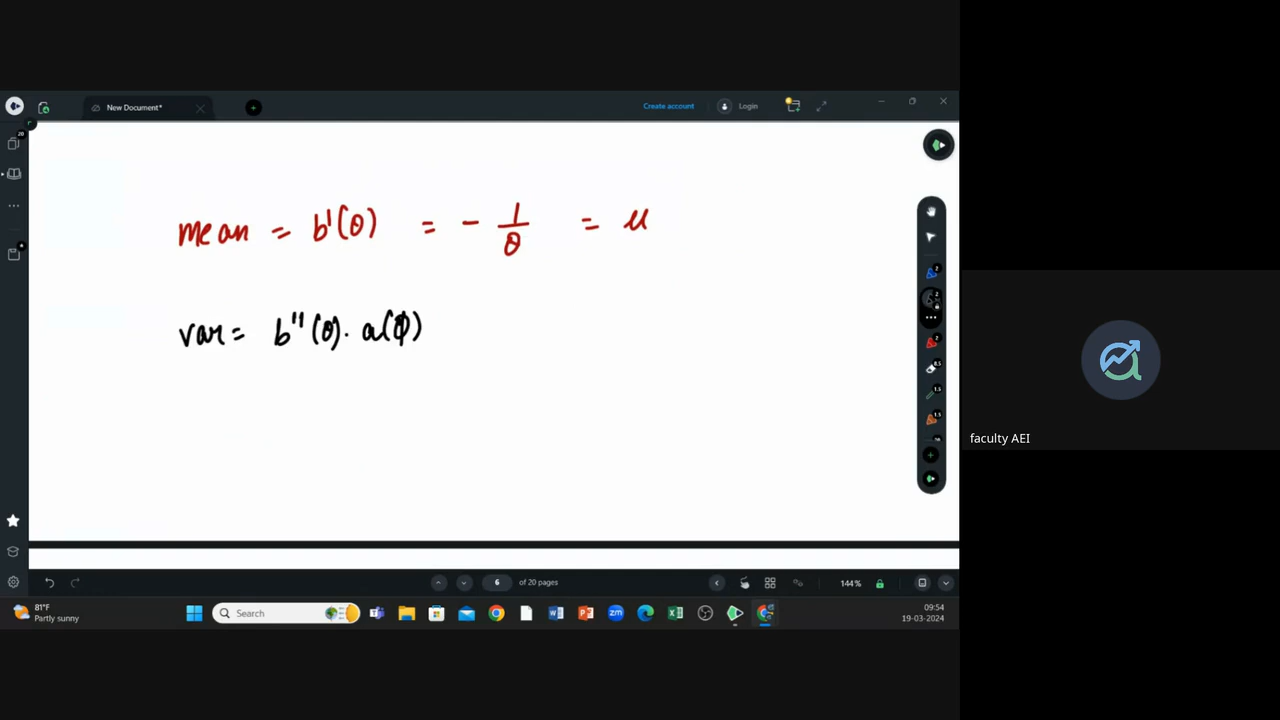 New Document*
Create account
Login
20
mean = b'(θ) = - 1/θ = μ
var = b''(θ). a(ϕ)
faculty AEI
6 of 20 pages
144%
81°F
Partly sunny
Search
09:54
19-03-2024